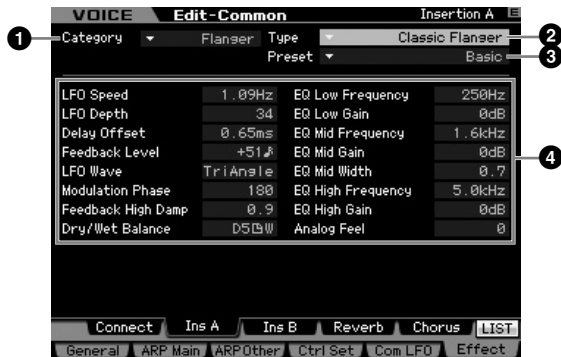 VOICE Edit-Common Insertion A E
1 Category Flanger Type Classic Flanger 2
Preset Basic 3
LFO Speed 1.09Hz EQ Low Frequency 250Hz
LFO Depth 34 EQ Low Gain 0dB
Delay Offset 0.65ms EQ Mid Frequency 1.6kHz
Feedback Level +51♪ EQ Mid Gain 0dB 4
LFO Wave TriAngle EQ Mid Width 0.7
Modulation Phase 180 EQ High Frequency 5.0kHz
Feedback High Damp 0.9 EQ High Gain 0dB
Dry/Wet Balance Analog Feel 0
Connect Ins A Ins B Reverb Chorus LIST
General ARP Main ARP Other Ctrl Set Com LFO Effect